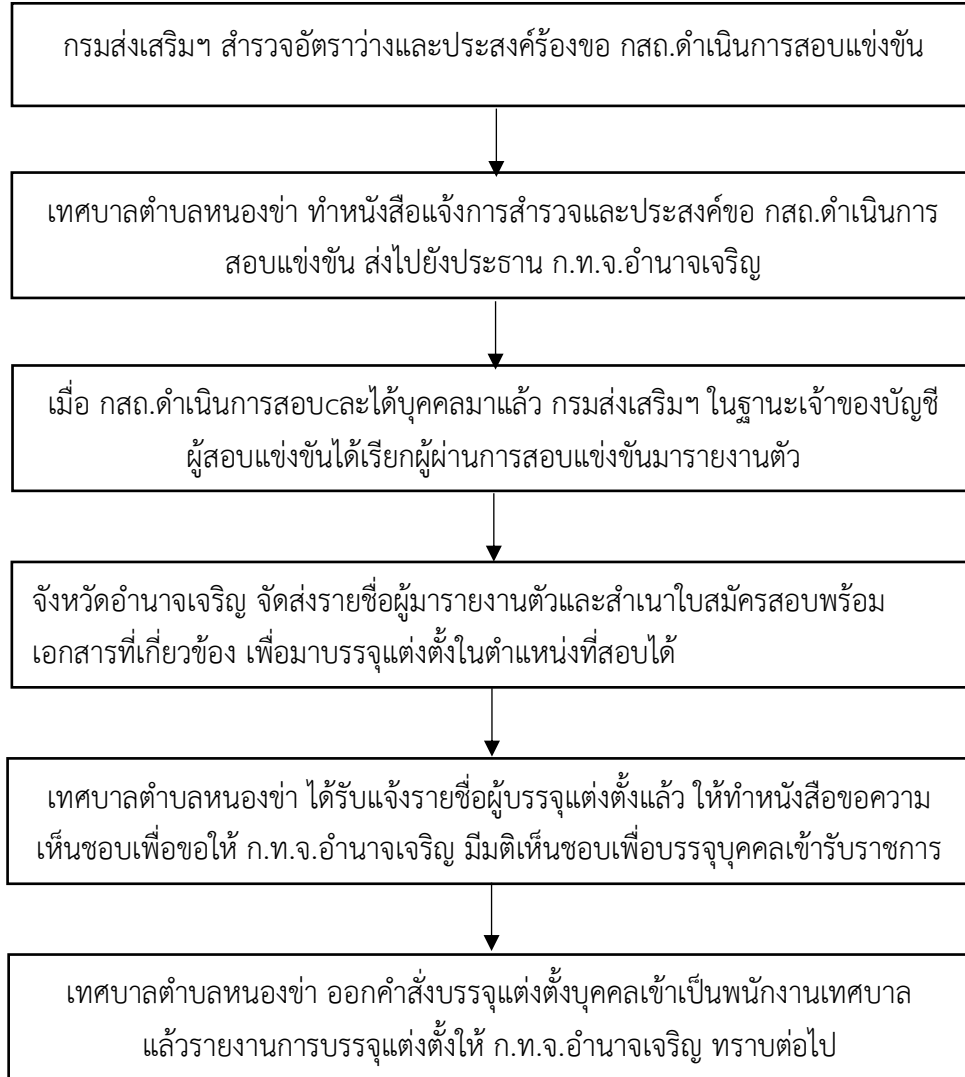 กรมส่งเสริมฯ สำรวจอัตราว่างและประสงค์ร้องขอ กสถ.ดำเนินการสอบแข่งขัน
เทศบาลตำบลหนองข่า ทำหนังสือแจ้งการสำรวจและประสงค์ขอ กสถ.ดำเนินการ
สอบแข่งขัน ส่งไปยังประธาน ก.ท.จ.อำนาจเจริญ
เมื่อ กสถ.ดำเนินการสอบcละได้บุคคลมาแล้ว กรมส่งเสริมฯ ในฐานะเจ้าของบัญชี
ผู้สอบแข่งขันได้เรียกผู้ผ่านการสอบแข่งขันมารายงานตัว
จังหวัดอำนาจเจริญ จัดส่งรายชื่อผู้มารายงานตัวและสำเนาใบสมัครสอบพร้อม
เอกสารที่เกี่ยวข้อง เพื่อมาบรรจุแต่งตั้งในตำแหน่งที่สอบได้
เทศบาลตำบลหนองข่า ได้รับแจ้งรายชื่อผู้บรรจุแต่งตั้งแล้ว ให้ทำหนังสือขอความ
เห็นชอบเพื่อขอให้ ก.ท.จ.อำนาจเจริญ มีมติเห็นชอบเพื่อบรรจุบุคคลเข้ารับราชการ
เทศบาลตำบลหนองข่า ออกคำสั่งบรรจุแต่งตั้งบุคคลเข้าเป็นพนักงานเทศบาล
แล้วรายงานการบรรจุแต่งตั้งให้ ก.ท.จ.อำนาจเจริญ ทราบต่อไป